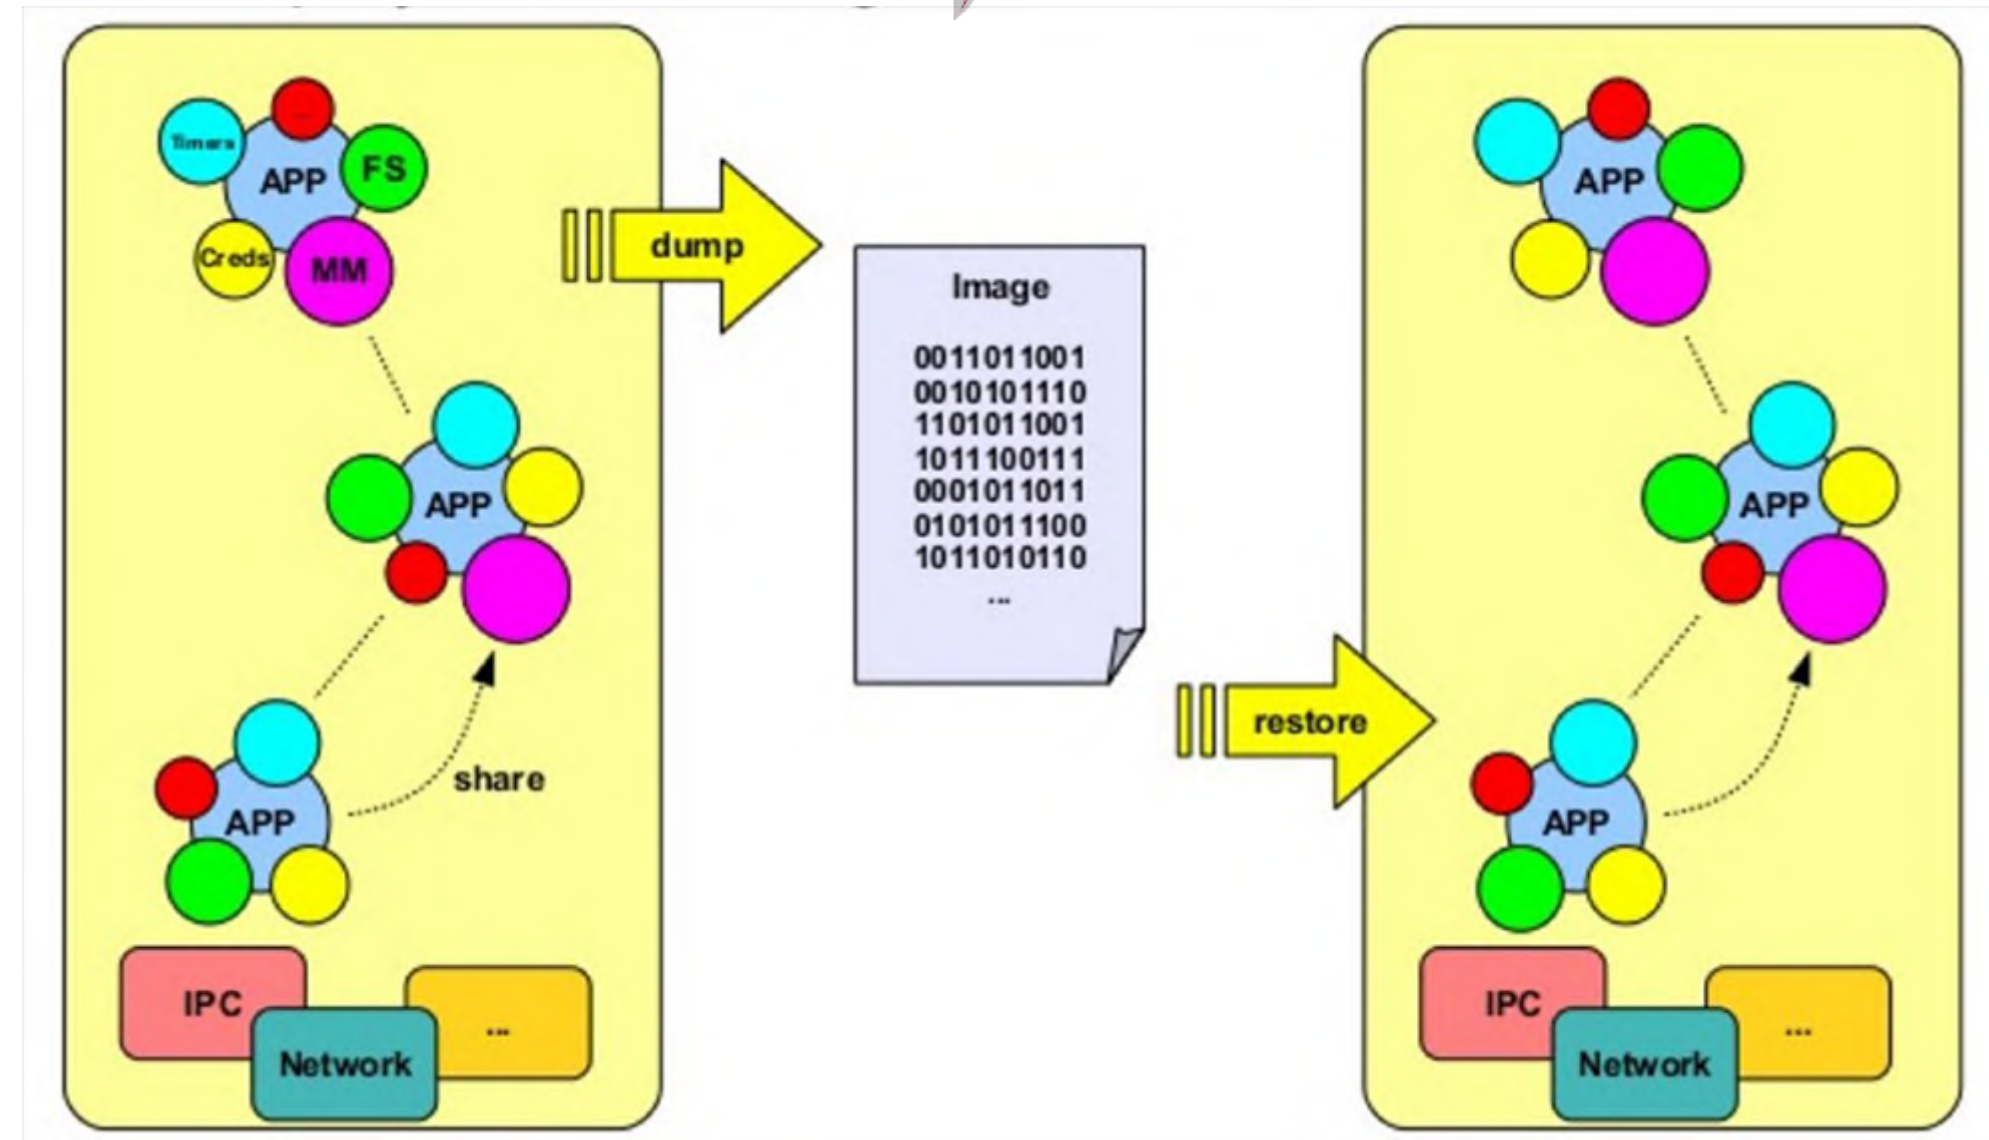 Timers
...
APP
FS
Creds
MM
APP
share
APP
IPC
Network
...
dump
Image
0011011001
0010101110
1101011001
1011100111
0001011011
0101011100
1011010110
...
restore
APP
APP
APP
IPC
Network
...